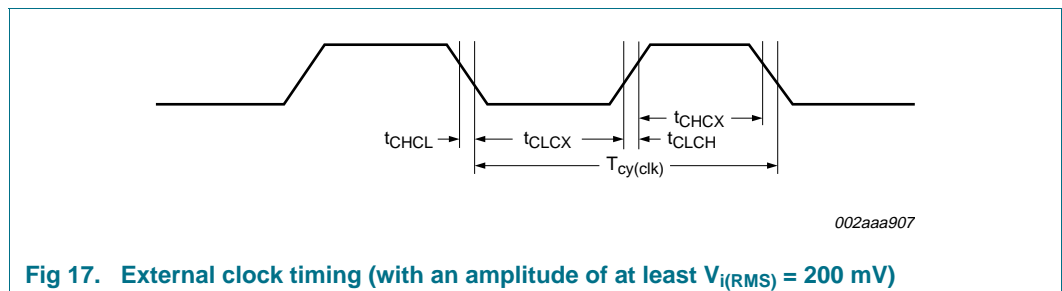 tCHCX
tCHCL tCLCX tCLCH
Tcy(clk)
002aaa907
Fig 17. External clock timing (with an amplitude of at least Vi(RMS) = 200 mV)